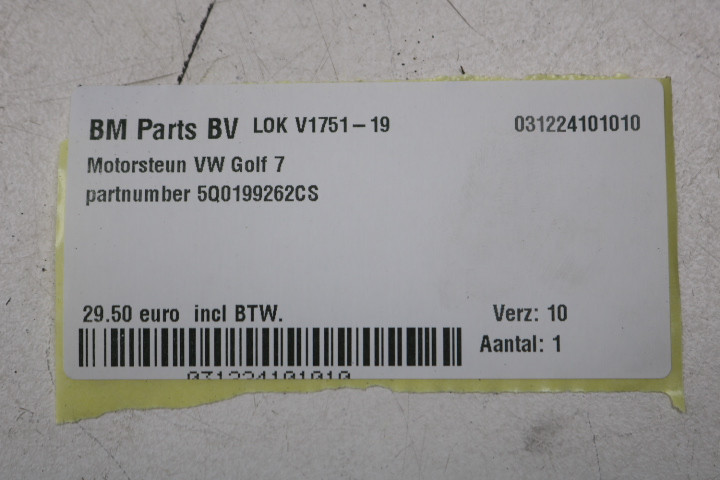 BM Parts BV LOK V1751-19 031224101010
Motorsteun VW Golf 7
partnumber 5Q0199262CS
29.50 euro incl BTW. Verz: 10
Aantal: 1
031224101010